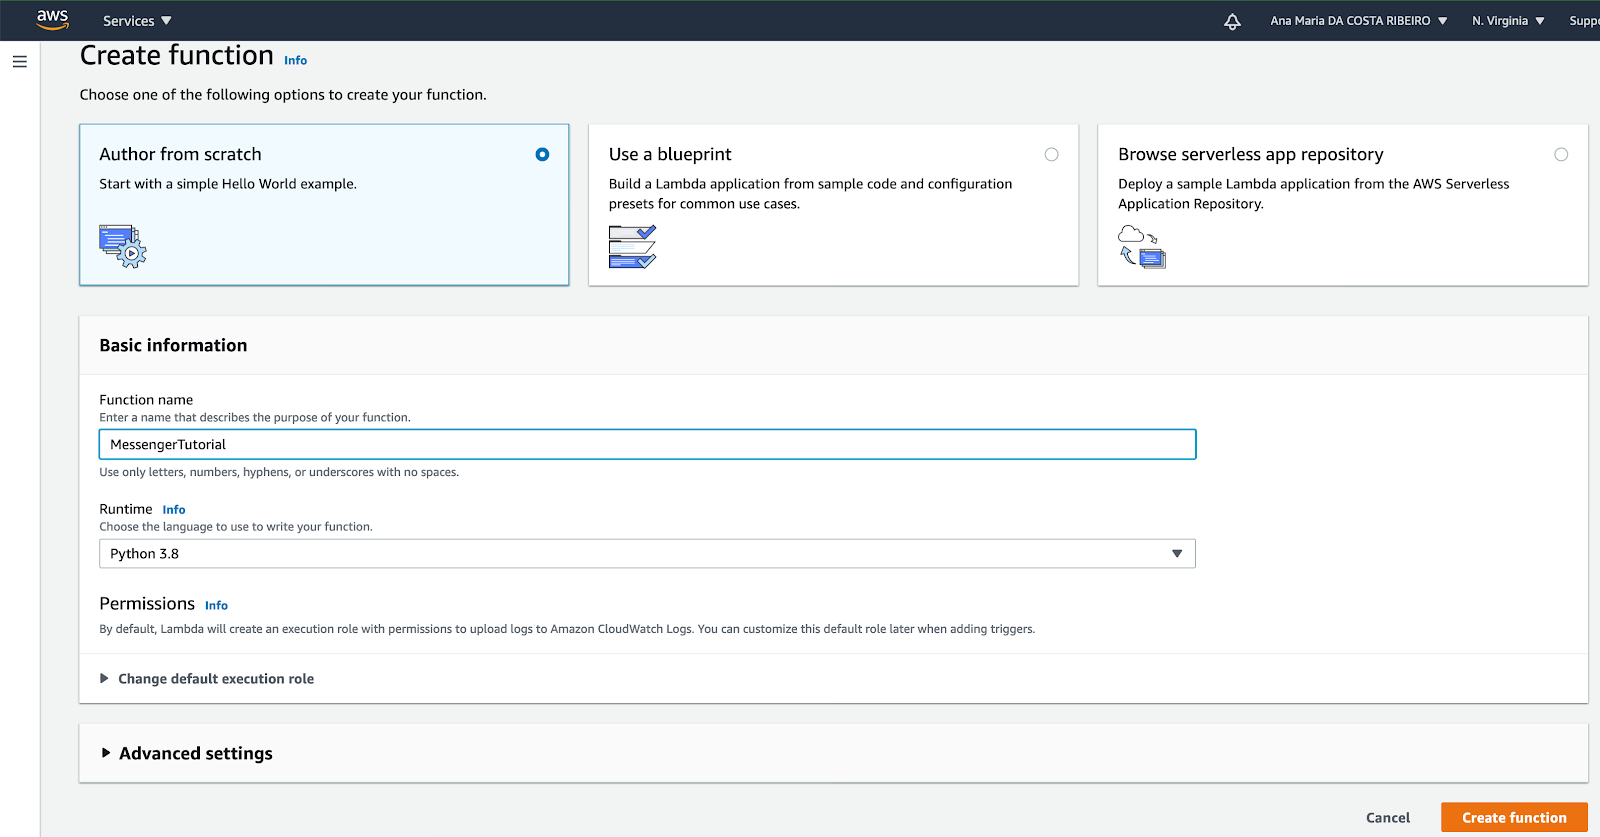 aws Services Ana Maria DA COSTA RIBEIRO N. Virginia
Create function Info
Choose one of the following options to create your function.
Author from scratch
Start with a simple Hello World example.
Use a blueprint
Build a Lambda application from sample code and configuration
presets for common use cases.
Browse serverless app repository
Deploy a sample Lambda application from the AWS Serverless
Application Repository.
Basic information
Function name
Enter a name that describes the purpose of your function.
MessengerTutorial
Use only letters, numbers, hyphens, or underscores with no spaces.
Runtime Info
Choose the language to use to write your function.
Python 3.8
Permissions Info
By default, Lambda will create an execution role with permissions to upload logs to Amazon CloudWatch Logs. You can customize this default role later when adding triggers.
Change default execution role
Advanced settings
Cancel Create function